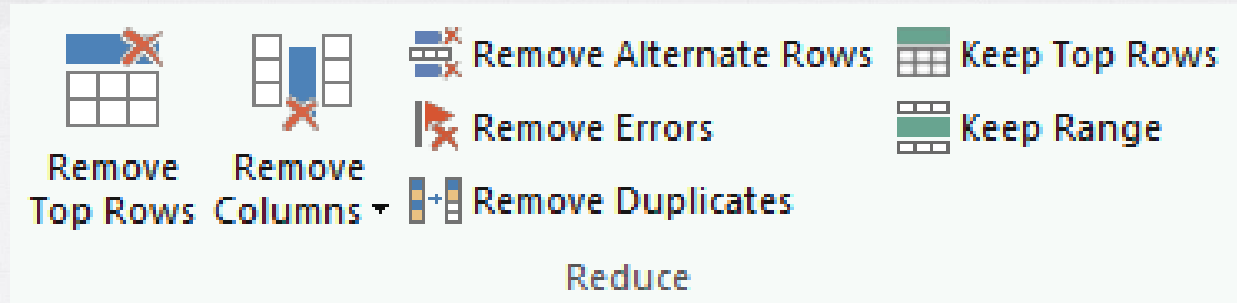 Remove
Top Rows
Remove
Columns
Remove Alternate Rows
Remove Errors
Remove Duplicates
Keep Top Rows
Keep Range
Reduce